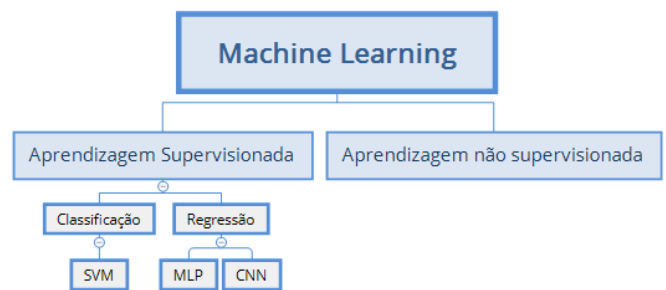 Machine Learning
Aprendizagem Supervisionada
Aprendizagem não supervisionada
Classificação
Regressão
SVM
MLP
CNN